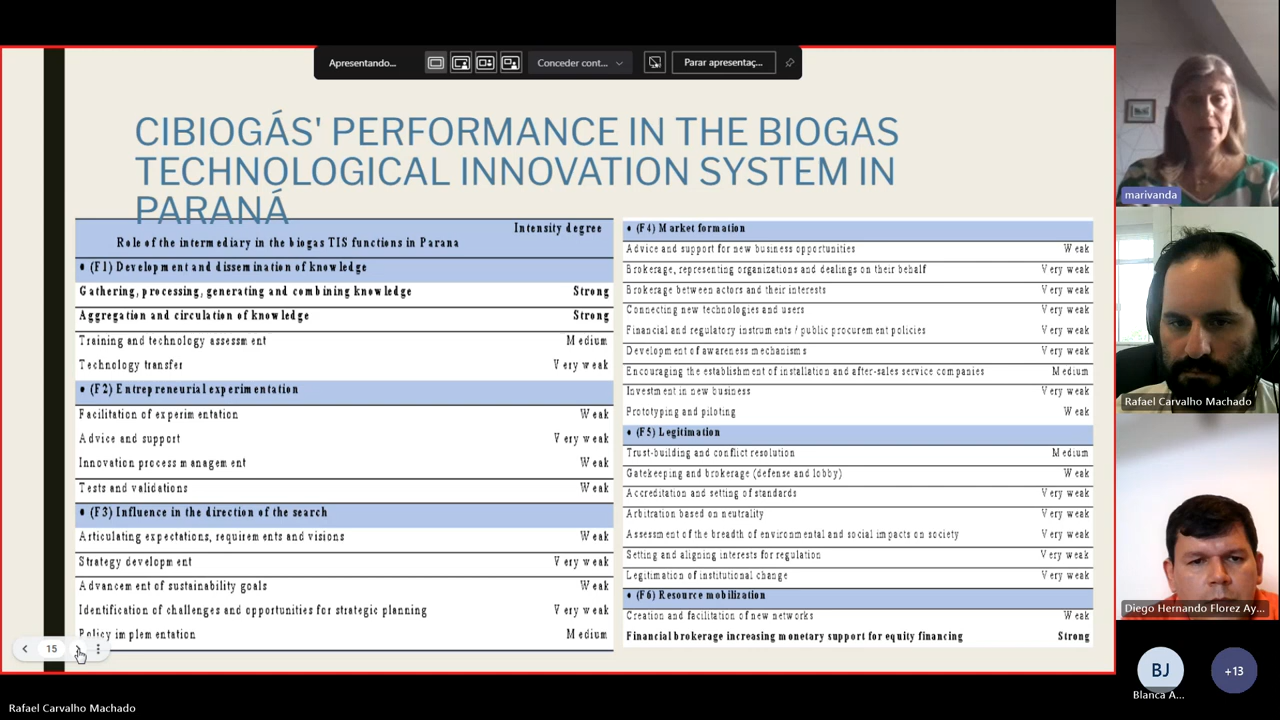 Apresentando...
Conceder cont...
Parar apresentaç...
CIBIOGÁS' PERFORMANCE IN THE BIOGAS
TECHNOLOGICAL INNOVATION SYSTEM IN
PARANÁ
Intensity degree
Role of the intermediary in the biogas TIS functions in Parana
• (F1) Development and dissemination of knowledge
Gathering, processing, generating and combining knowledge Strong
Aggregation and circulation of knowledge Strong
Training and technology assessment Medium
Technology transfer Very weak
• (F2) Entrepreneurial experimentation
Facilitation of experimentation Weak
Advice and support Very weak
Innovation process management Weak
Tests and validations Weak
• (F3) Influence in the direction of the search
Articulating expectations, requirements and visions Weak
Strategy development Very weak
Advancement of sustainability goals Weak
Identification of challenges and opportunities for strategic planning Very weak
Policy implementation Medium
• (F4) Market formation
Advice and support for new business opportunities Weak
Brokerage, representing organizations and dealings on their behalf Very weak
Brokerage between actors and their interests Very weak
Connecting new technologies and users Very weak
Financial and regulatory instruments / public procurement policies Very weak
Development of awareness mechanisms Very weak
Encouraging the establishment of installation and after-sales service companies Medium
Investment in new business Very weak
Prototyping and piloting Weak
• (F5) Legitimation
Trust-building and conflict resolution Medium
Gatekeeping and brokerage (defense and lobby) Weak
Accreditation and setting of standards Very weak
Arbitration based on neutrality Very weak
Assessment of the breadth of environmental and social impacts on society Very weak
Setting and aligning interests for regulation Very weak
Legitimation of institutional change Very weak
• (F6) Resource mobilization
Creation and facilitation of new networks Weak
Financial brokerage increasing monetary support for equity financing Strong
15
marivanda
Rafael Carvalho Machado
Diego Hernando Florez Ay...
BJ
Blanca A...
+13
Rafael Carvalho Machado